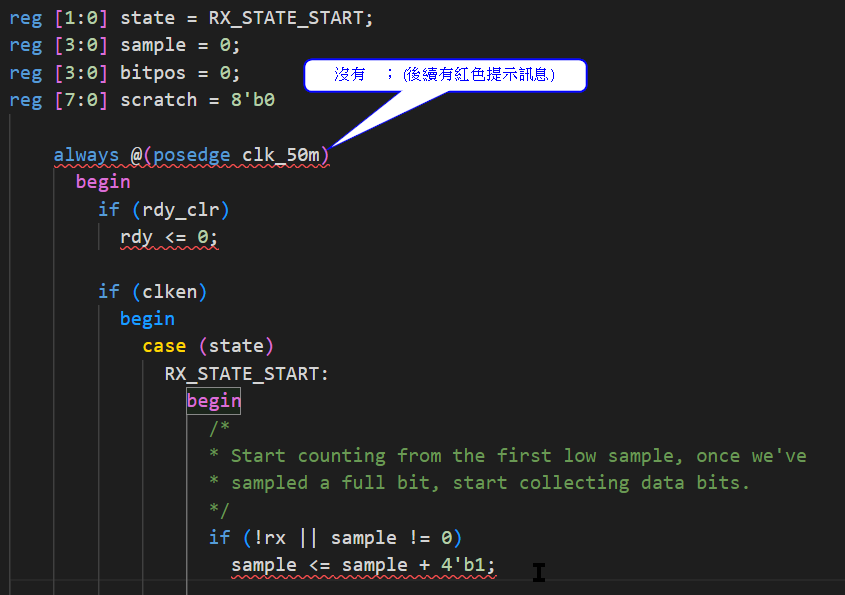 reg [1:0] state = RX_STATE_START;
reg [3:0] sample = 0;
reg [3:0] bitpos = 0;
沒有 ; (後續有紅色提示訊息)
reg [7:0] scratch = 8'b0
always @(posedge clk_50m)
begin
if (rdy_clr)
rdy <= 0;
if (clken)
begin
case (state)
RX_STATE_START:
begin
/*
* Start counting from the first low sample, once we've
* sampled a full bit, start collecting data bits.
*/
if (!rx || sample != 0)
sample <= sample + 4'b1;